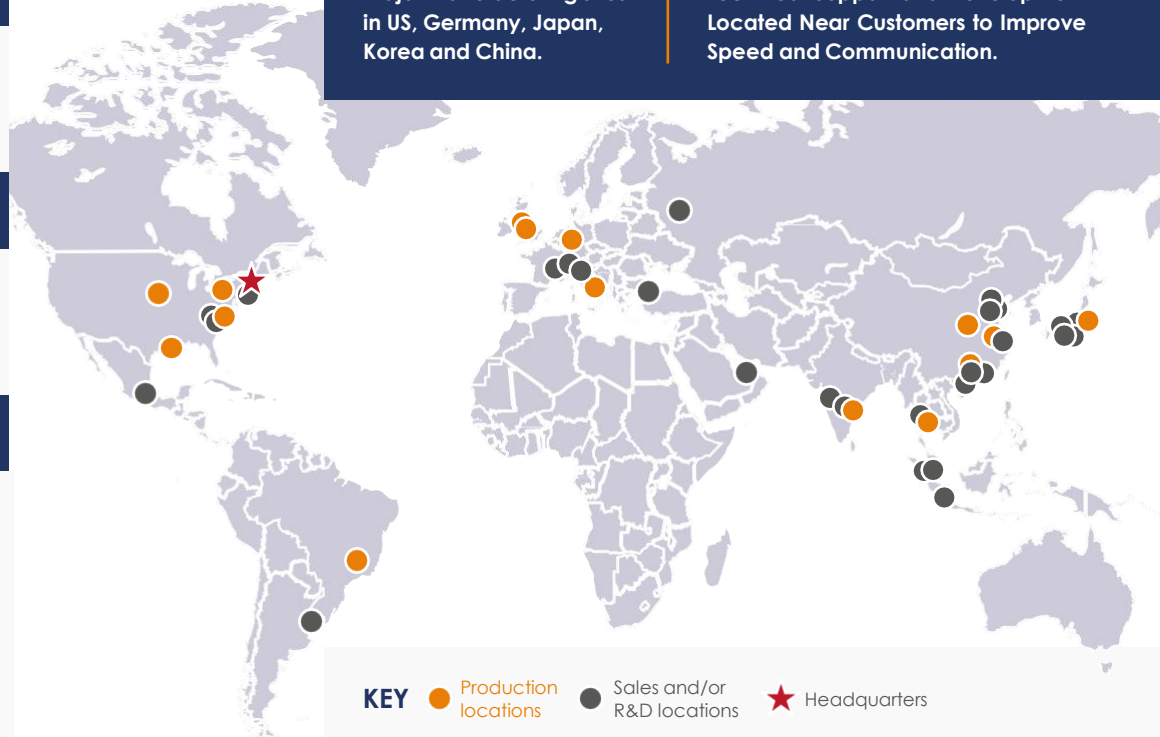 in US, Germany, Japan,
Korea and China.
Located Near Customers to Improve
Speed and Communication.
KEY
Production
locations
Sales and/or
R&D locations
Headquarters